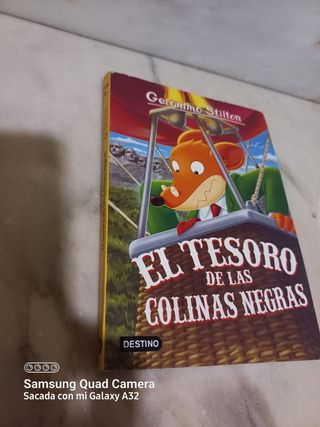 Geronimo Stilton
EL TESORO
DE LAS
COLINAS NEGRAS
DESTINO
Samsung Quad Camera
Sacada con mi Galaxy A32